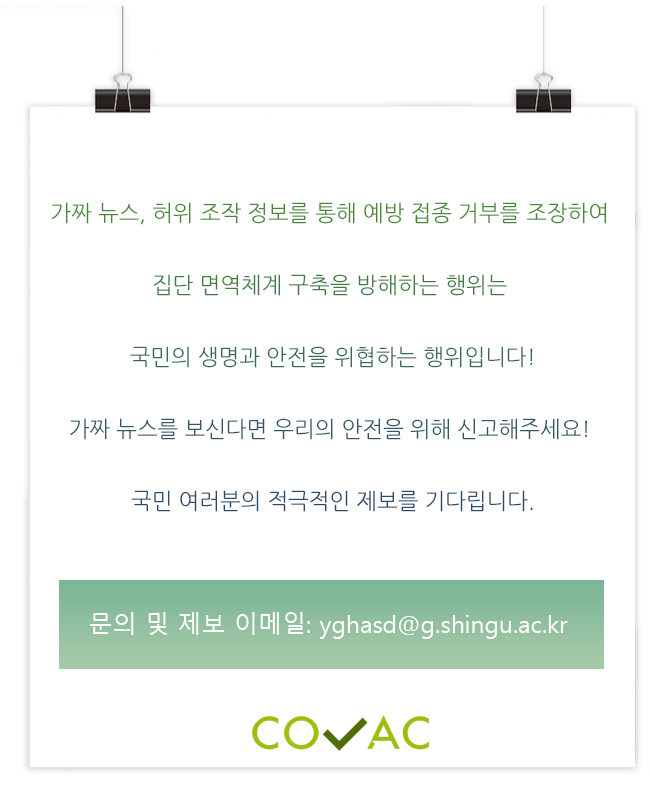 가짜 뉴스, 허위 조작 정보를 통해 예방 접종 거부를 조장하여
집단 면역체계 구축을 방해하는 행위는
국민의 생명과 안전을 위협하는 행위입니다!
가짜 뉴스를 보신다면 우리의 안전을 위해 신고해주세요!
국민 여러분의 적극적인 제보를 기다립니다.
문의 및 제보 이메일: yghasd@g.shingu.ac.kr
COVAC